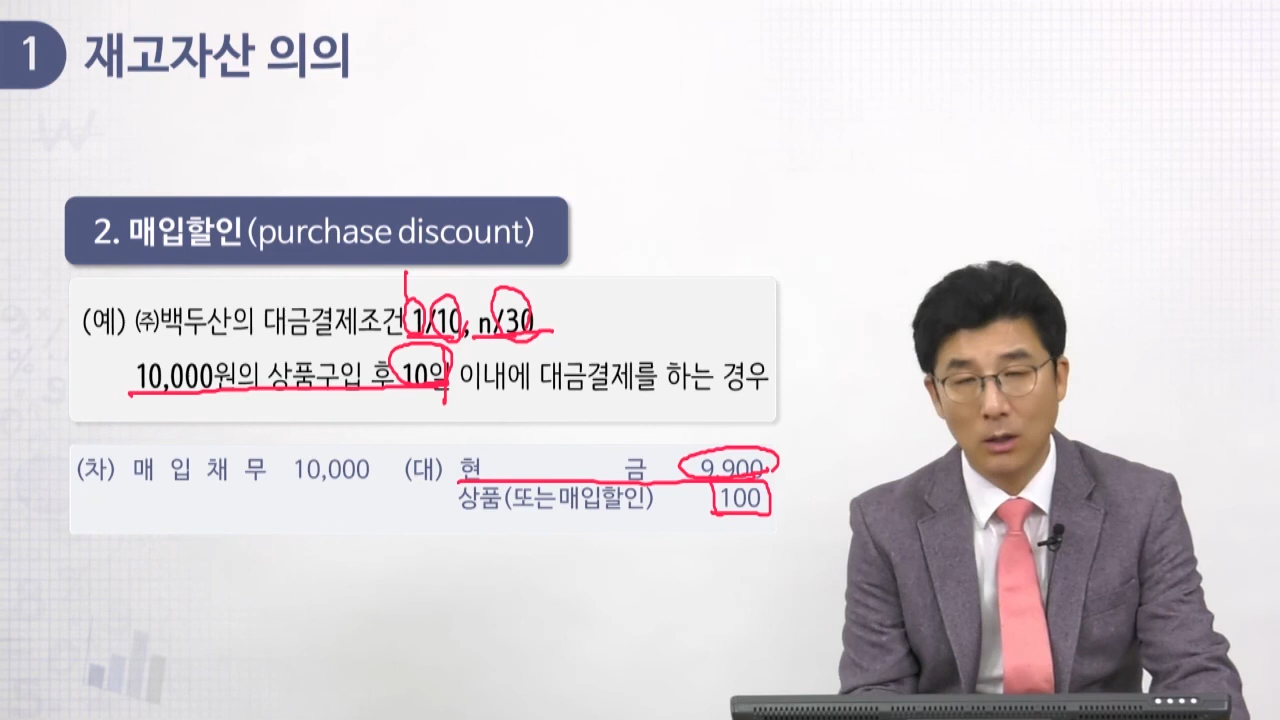 1 재고자산 의의
2. 매입할인(purchase discount)
(예) ㈜백두산의 대금결제조건 1/10, n/30
10,000원의 상품구입 후 10일 이내에 대금결제를 하는 경우
(차) 매 입 채 무 10,000 (대) 현 금 9,900
상품(또는 매입할인) 100